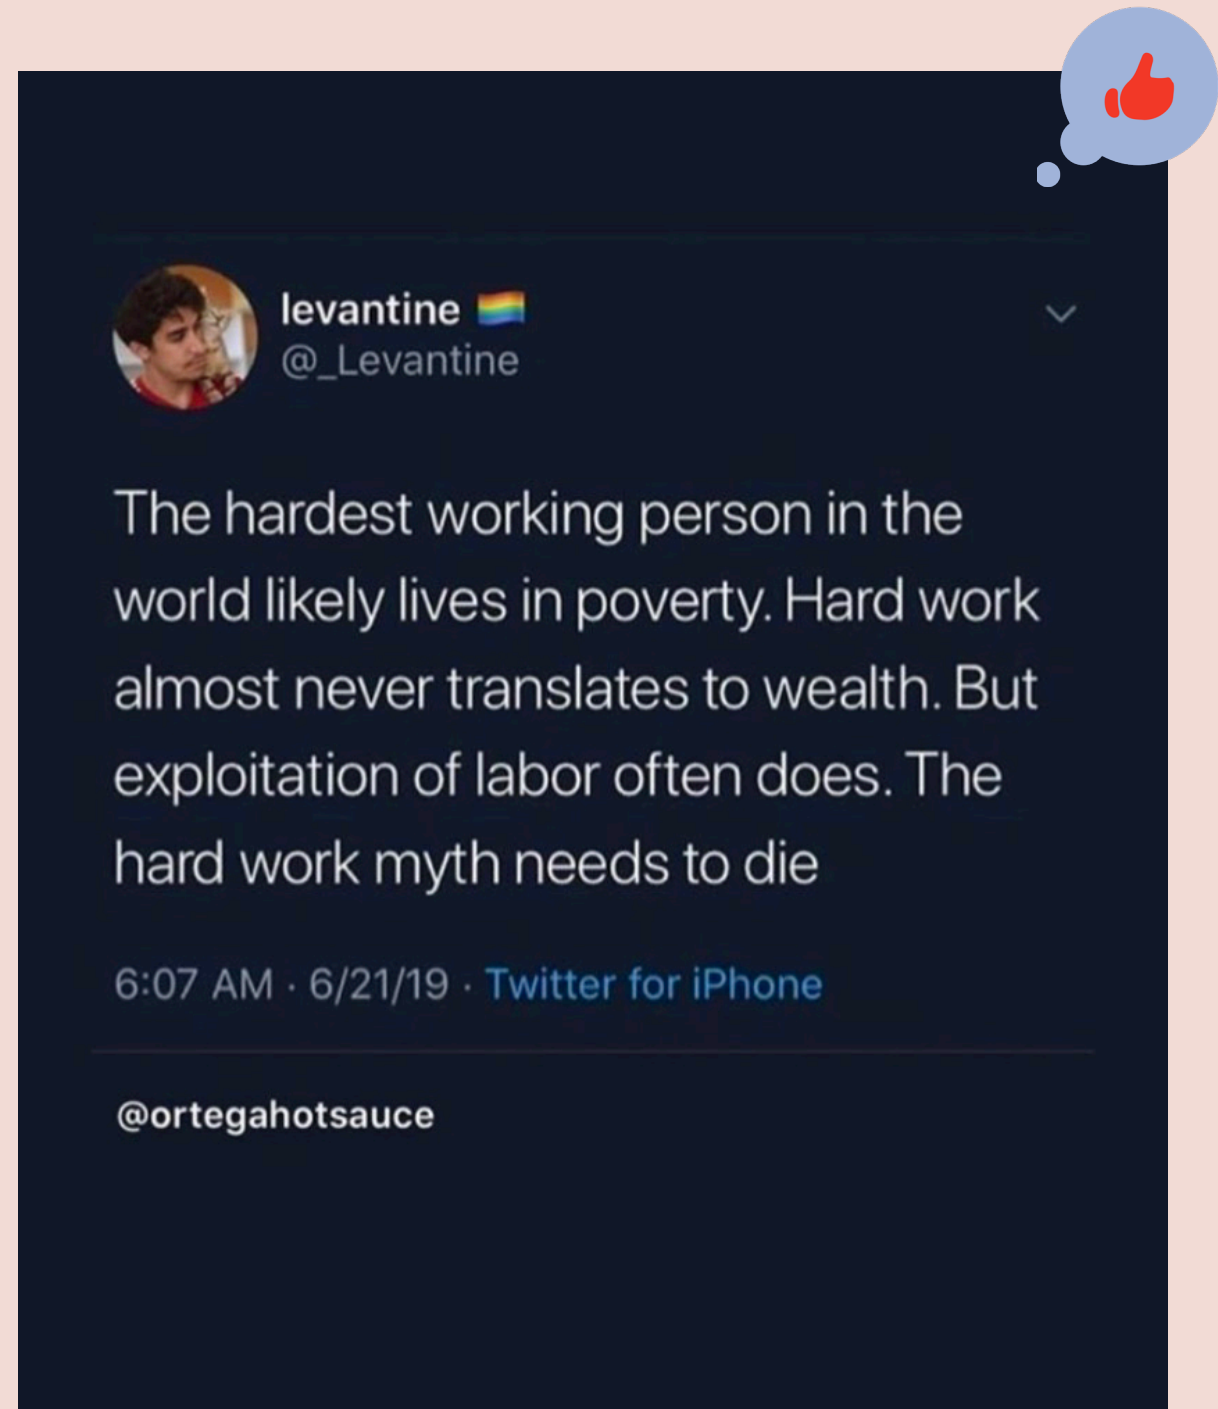 levantine 🏳️‍🌈
@_Levantine
The hardest working person in the
world likely lives in poverty. Hard work
almost never translates to wealth. But
exploitation of labor often does. The
hard work myth needs to die
6:07 AM · 6/21/19 · Twitter for iPhone
@ortegahotsauce